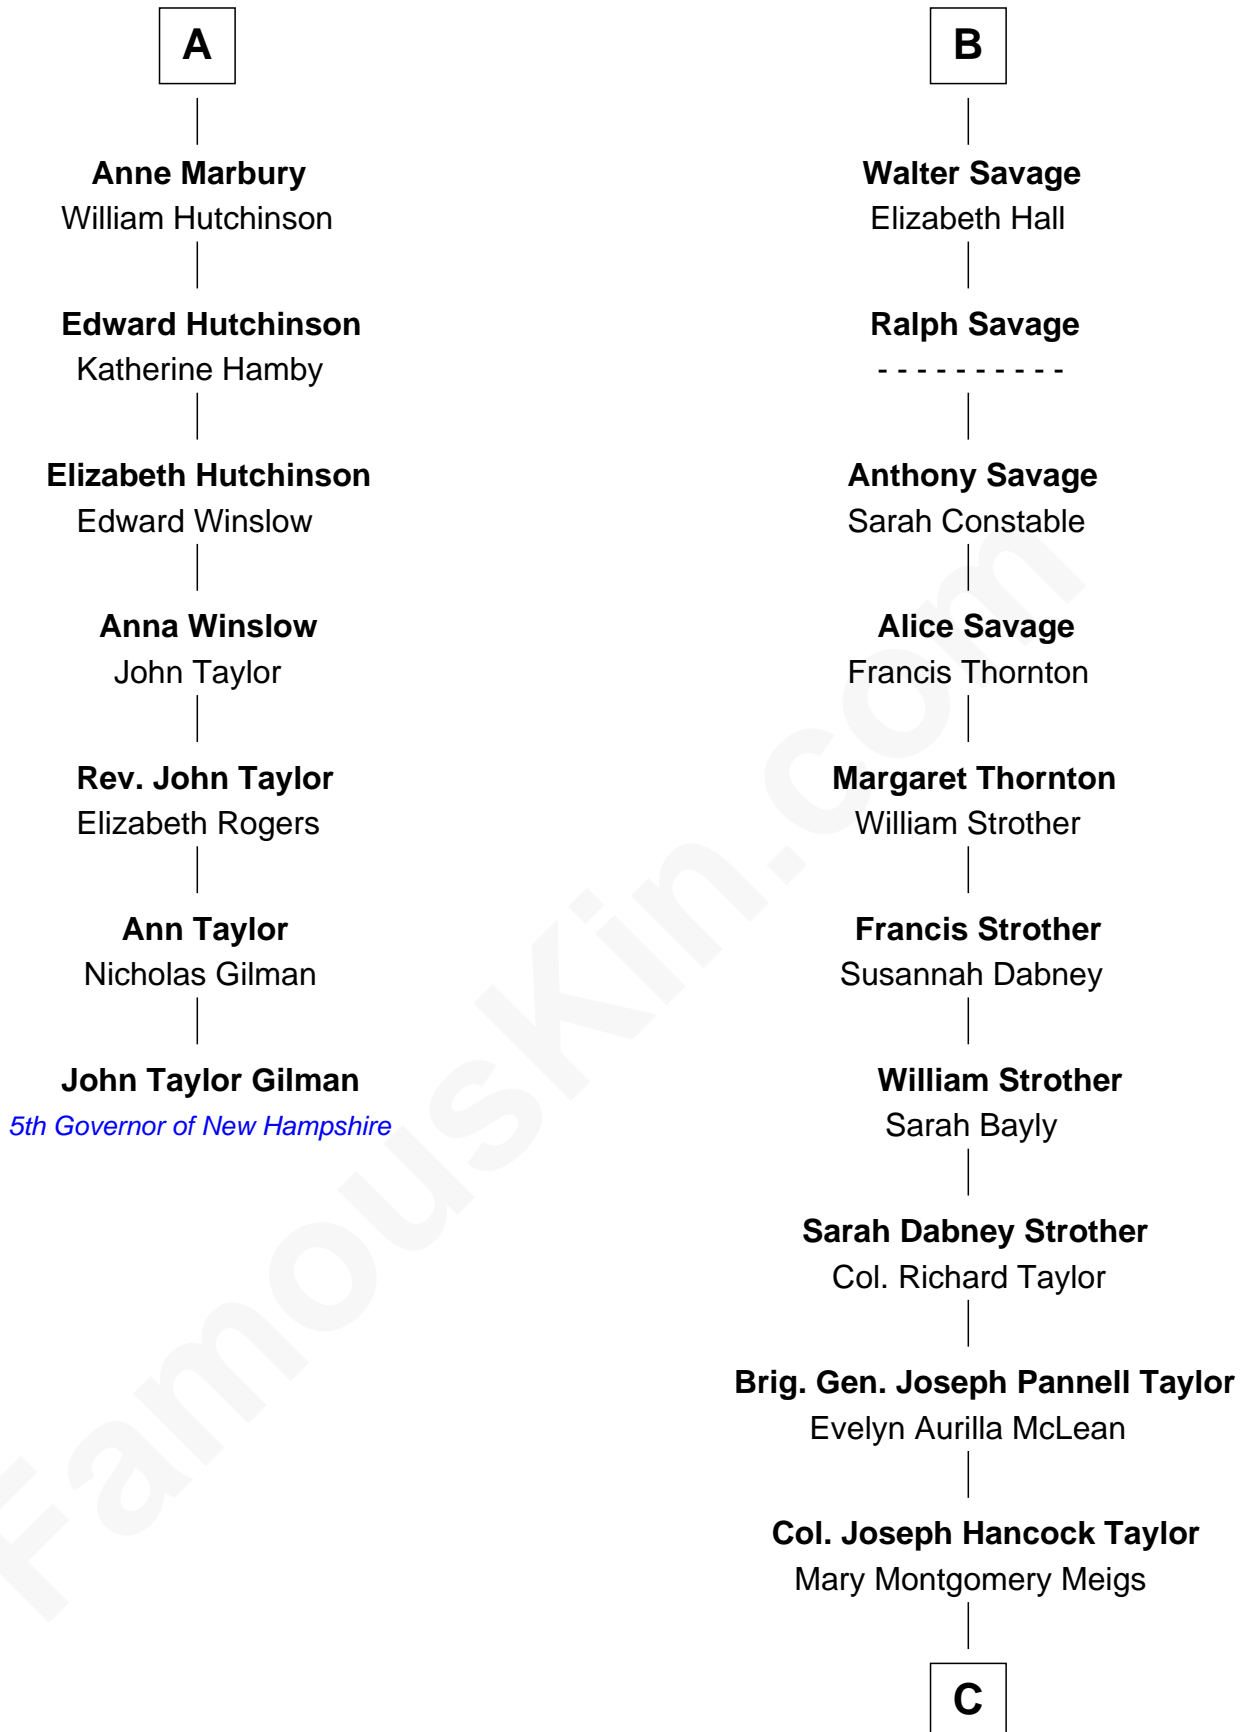 A
Anne Marbury
William Hutchinson
Edward Hutchinson
Katherine Hamby
Elizabeth Hutchinson
Edward Winslow
Anna Winslow
John Taylor
Rev. John Taylor
Elizabeth Rogers
Ann Taylor
Nicholas Gilman
John Taylor Gilman
5th Governor of New Hampshire
B
Walter Savage
Elizabeth Hall
Ralph Savage
- - - - - - - - - -
Anthony Savage
Sarah Constable
Alice Savage
Francis Thornton
Margaret Thornton
William Strother
Francis Strother
Susannah Dabney
William Strother
Sarah Bayly
Sarah Dabney Strother
Col. Richard Taylor
Brig. Gen. Joseph Pannell Taylor
Evelyn Aurilla McLean
Col. Joseph Hancock Taylor
Mary Montgomery Meigs
C
FamousKin.com